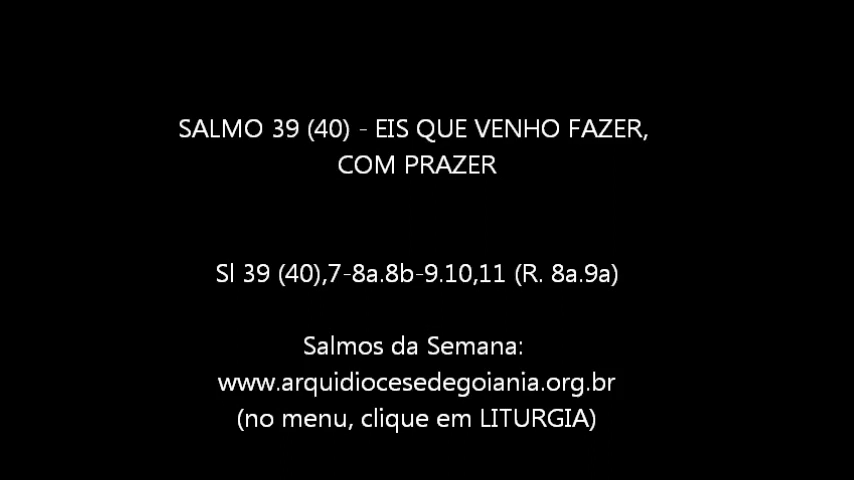 SALMO 39 (40) - EIS QUE VENHO FAZER,
COM PRAZER
Sl 39 (40),7-8a.8b-9.10,11 (R. 8a.9a)
Salmos da Semana:
www.arquidiocesedegoiania.org.br
(no menu, clique em LITURGIA)